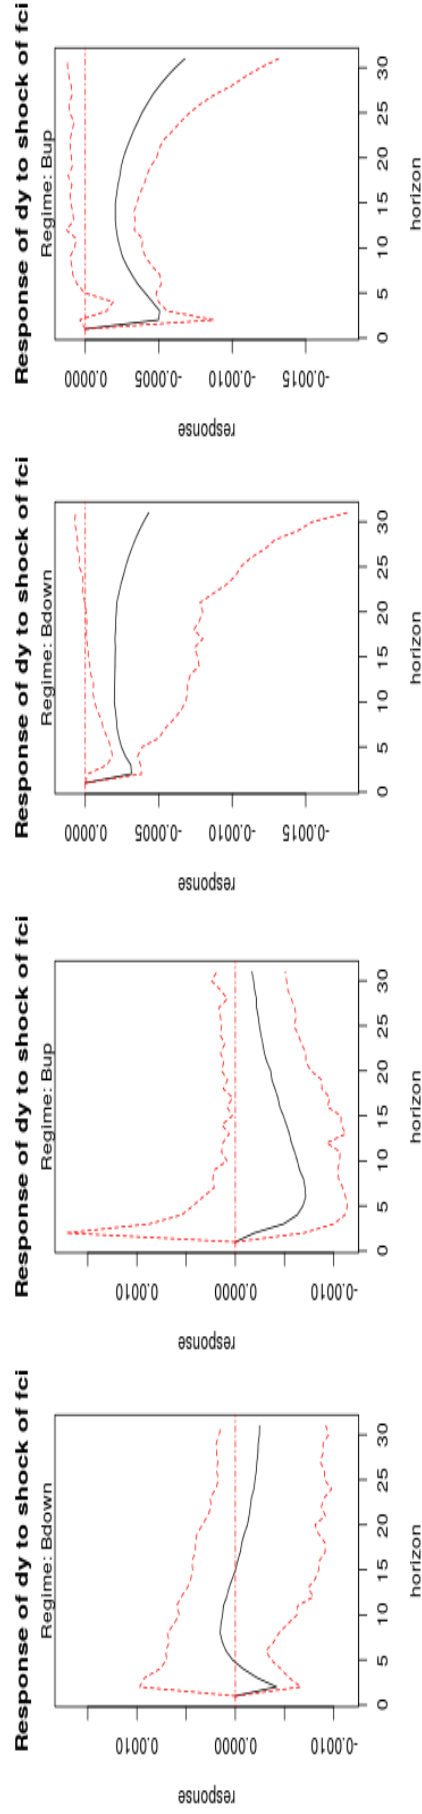 Response of dy to shock of fci
Regime: Bdown
response
0.0010
0.0000
-0.0010
0 5 10 15 20 25 30
horizon
Response of dy to shock of fci
Regime: Bup
response
0.0010
0.0000
-0.0010
0 5 10 15 20 25 30
horizon
Response of dy to shock of fci
Regime: Bdown
response
0.0000
-0.0005
-0.0010
-0.0015
0 5 10 15 20 25 30
horizon
Response of dy to shock of fci
Regime: Bup
response
0.0000
-0.0005
-0.0010
-0.0015
0 5 10 15 20 25 30
horizon